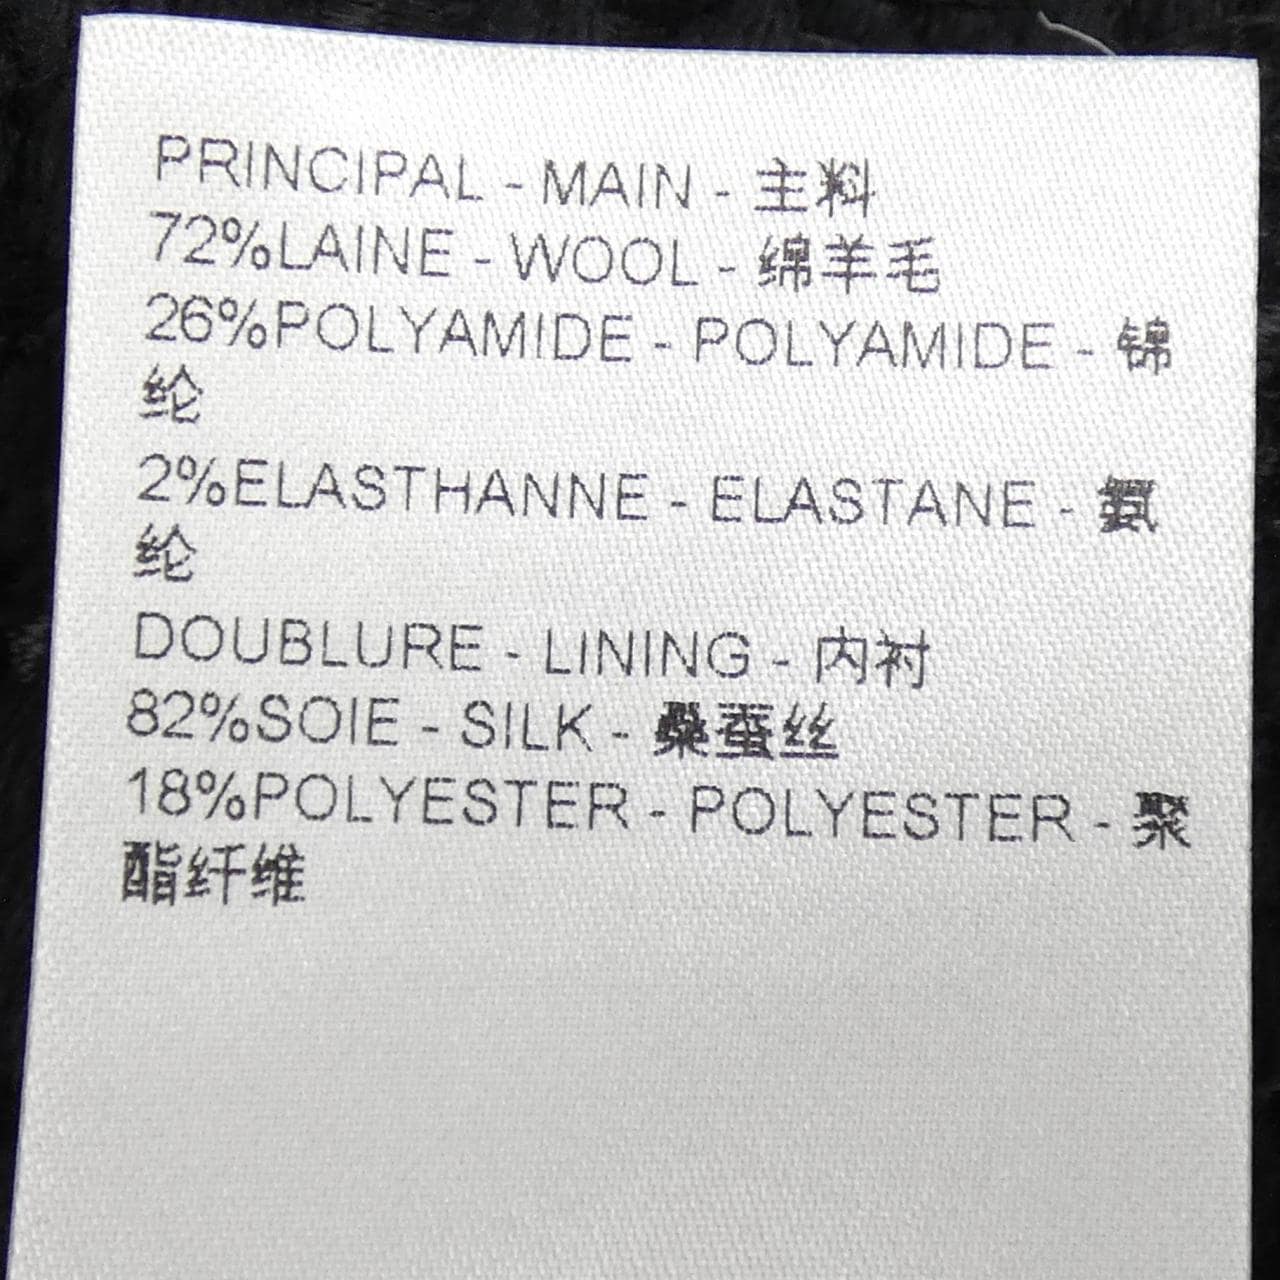 PRINCIPAL - MAIN - 主料
72%LAINE - WOOL - 绵羊毛
26%POLYAMIDE - POLYAMIDE - 锦
纶
2%ELASTHANNE - ELASTANE - 氨
纶
DOUBLURE - LINING - 内衬
82%SOIE - SILK - 桑蚕丝
18%POLYESTER - POLYESTER - 聚
酯纤维